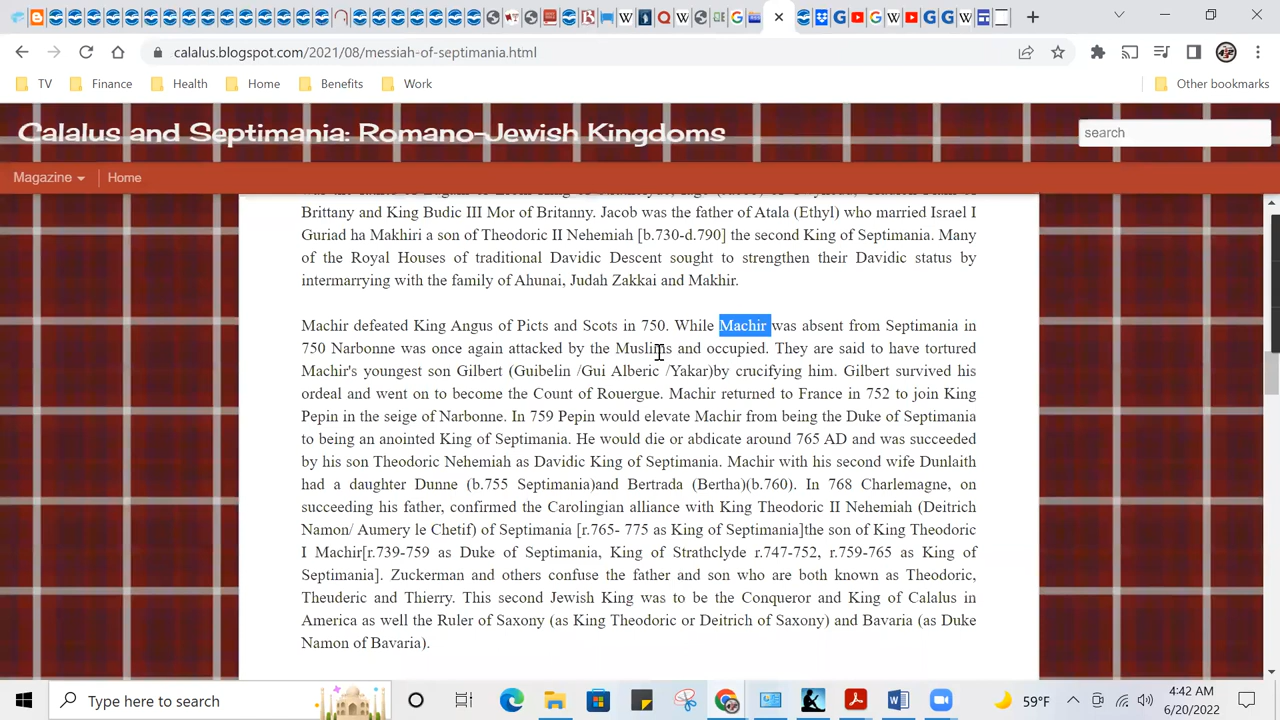 calalus.blogspot.com/2021/08/messiah-of-septimania.html
TV Finance Health Home Benefits Work Other bookmarks
Calalus and Septimania: Romano-Jewish Kingdoms
search
Magazine Home
Brittany and King Budic III Mor of Britanny. Jacob was the father of Atala (Ethyl) who married Israel I
Guriad ha Makhiri a son of Theodoric II Nehemiah [b.730-d.790] the second King of Septimania. Many
of the Royal Houses of traditional Davidic Descent sought to strengthen their Davidic status by
intermarrying with the family of Ahunai, Judah Zakkai and Makhir.
Machir defeated King Angus of Picts and Scots in 750. While Machir was absent from Septimania in
750 Narbonne was once again attacked by the Muslims and occupied. They are said to have tortured
Machir's youngest son Gilbert (Guibelin /Gui Alberic /Yakar)by crucifying him. Gilbert survived his
ordeal and went on to become the Count of Rouergue. Machir returned to France in 752 to join King
Pepin in the seige of Narbonne. In 759 Pepin would elevate Machir from being the Duke of Septimania
to being an anointed King of Septimania. He would die or abdicate around 765 AD and was succeeded
by his son Theodoric Nehemiah as Davidic King of Septimania. Machir with his second wife Dunlaith
had a daughter Dunne (b.755 Septimania)and Bertrada (Bertha)(b.760). In 768 Charlemagne, on
succeeding his father, confirmed the Carolingian alliance with King Theodoric II Nehemiah (Deitrich
Namon/ Aumery le Chetif) of Septimania [r.765- 775 as King of Septimania]the son of King Theodoric
I Machir[r.739-759 as Duke of Septimania, King of Strathclyde r.747-752, r.759-765 as King of
Septimania]. Zuckerman and others confuse the father and son who are both known as Theodoric,
Theuderic and Thierry. This second Jewish King was to be the Conqueror and King of Calalus in
America as well the Ruler of Saxony (as King Theodoric or Deitrich of Saxony) and Bavaria (as Duke
Namon of Bavaria).
Type here to search
59°F
4:42 AM
6/20/2022